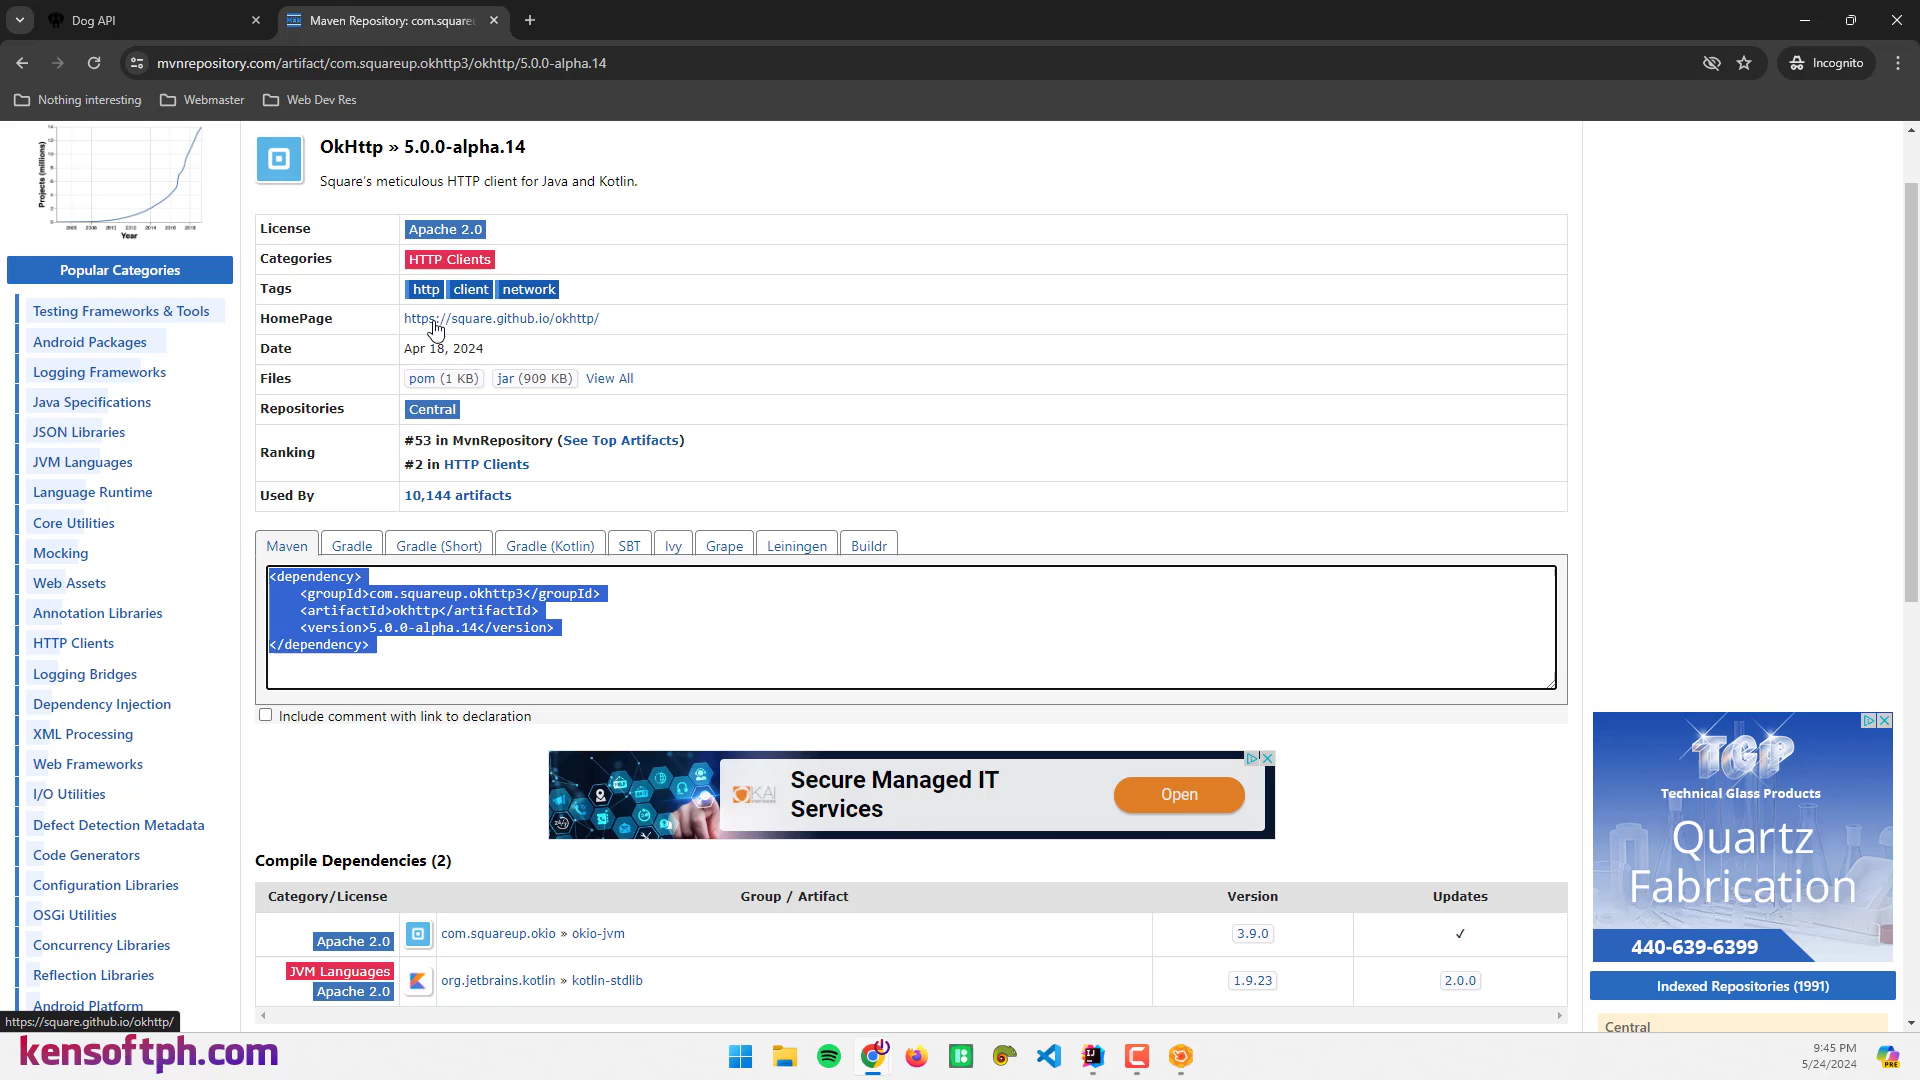 Dog API
Maven Repository: com.square
mvnrepository.com/artifact/com.squareup.okhttp3/okhttp/5.0.0-alpha.14
Incognito
Nothing interesting
Webmaster
Web Dev Res
Projects (millions)
Year
OkHttp » 5.0.0-alpha.14
Square's meticulous HTTP client for Java and Kotlin.
License
Apache 2.0
Categories
HTTP Clients
Tags
http client network
HomePage
https://square.github.io/okhttp/
Date
Apr 18, 2024
Files
pom (1 KB) jar (909 KB) View All
Repositories
Central
Ranking
#53 in MvnRepository (See Top Artifacts)
#2 in HTTP Clients
Used By
10,144 artifacts
Popular Categories
Testing Frameworks & Tools
Android Packages
Logging Frameworks
Java Specifications
JSON Libraries
JVM Languages
Language Runtime
Core Utilities
Mocking
Web Assets
Annotation Libraries
HTTP Clients
Logging Bridges
Dependency Injection
XML Processing
Web Frameworks
I/O Utilities
Defect Detection Metadata
Code Generators
Configuration Libraries
OSGi Utilities
Concurrency Libraries
Reflection Libraries
Android Platform
https://square.github.io/okhttp/
Maven Gradle Gradle (Short) Gradle (Kotlin) SBT Ivy Grape Leiningen Buildr
<dependency>
<groupId>com.squareup.okhttp3</groupId>
<artifactId>okhttp</artifactId>
<version>5.0.0-alpha.14</version>
</dependency>
Include comment with link to declaration
Secure Managed IT
Services
Open
Compile Dependencies (2)
Category/License Group / Artifact Version Updates
Apache 2.0 com.squareup.okio » okio-jvm 3.9.0 ✓
JVM Languages
Apache 2.0
org.jetbrains.kotlin » kotlin-stdlib 1.9.23 2.0.0
TGP
Technical Glass Products
Quartz
Fabrication
440-639-6399
Indexed Repositories (1991)
Central
kensoftph.com
9:45 PM
5/24/2024
PRE